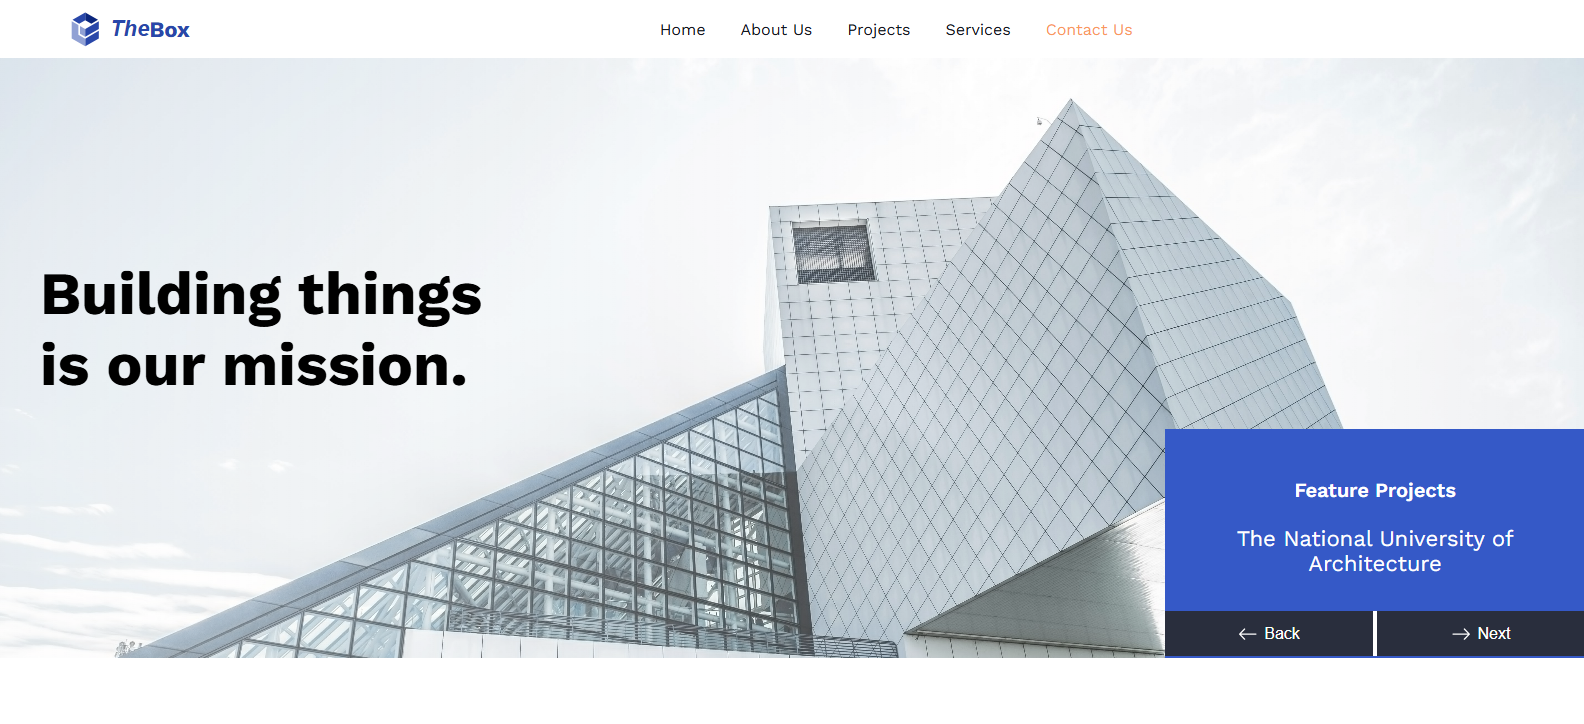 TheBox
Home About Us Projects Services Contact Us
Building things
is our mission.
Feature Projects
The National University of
Architecture
Back Next